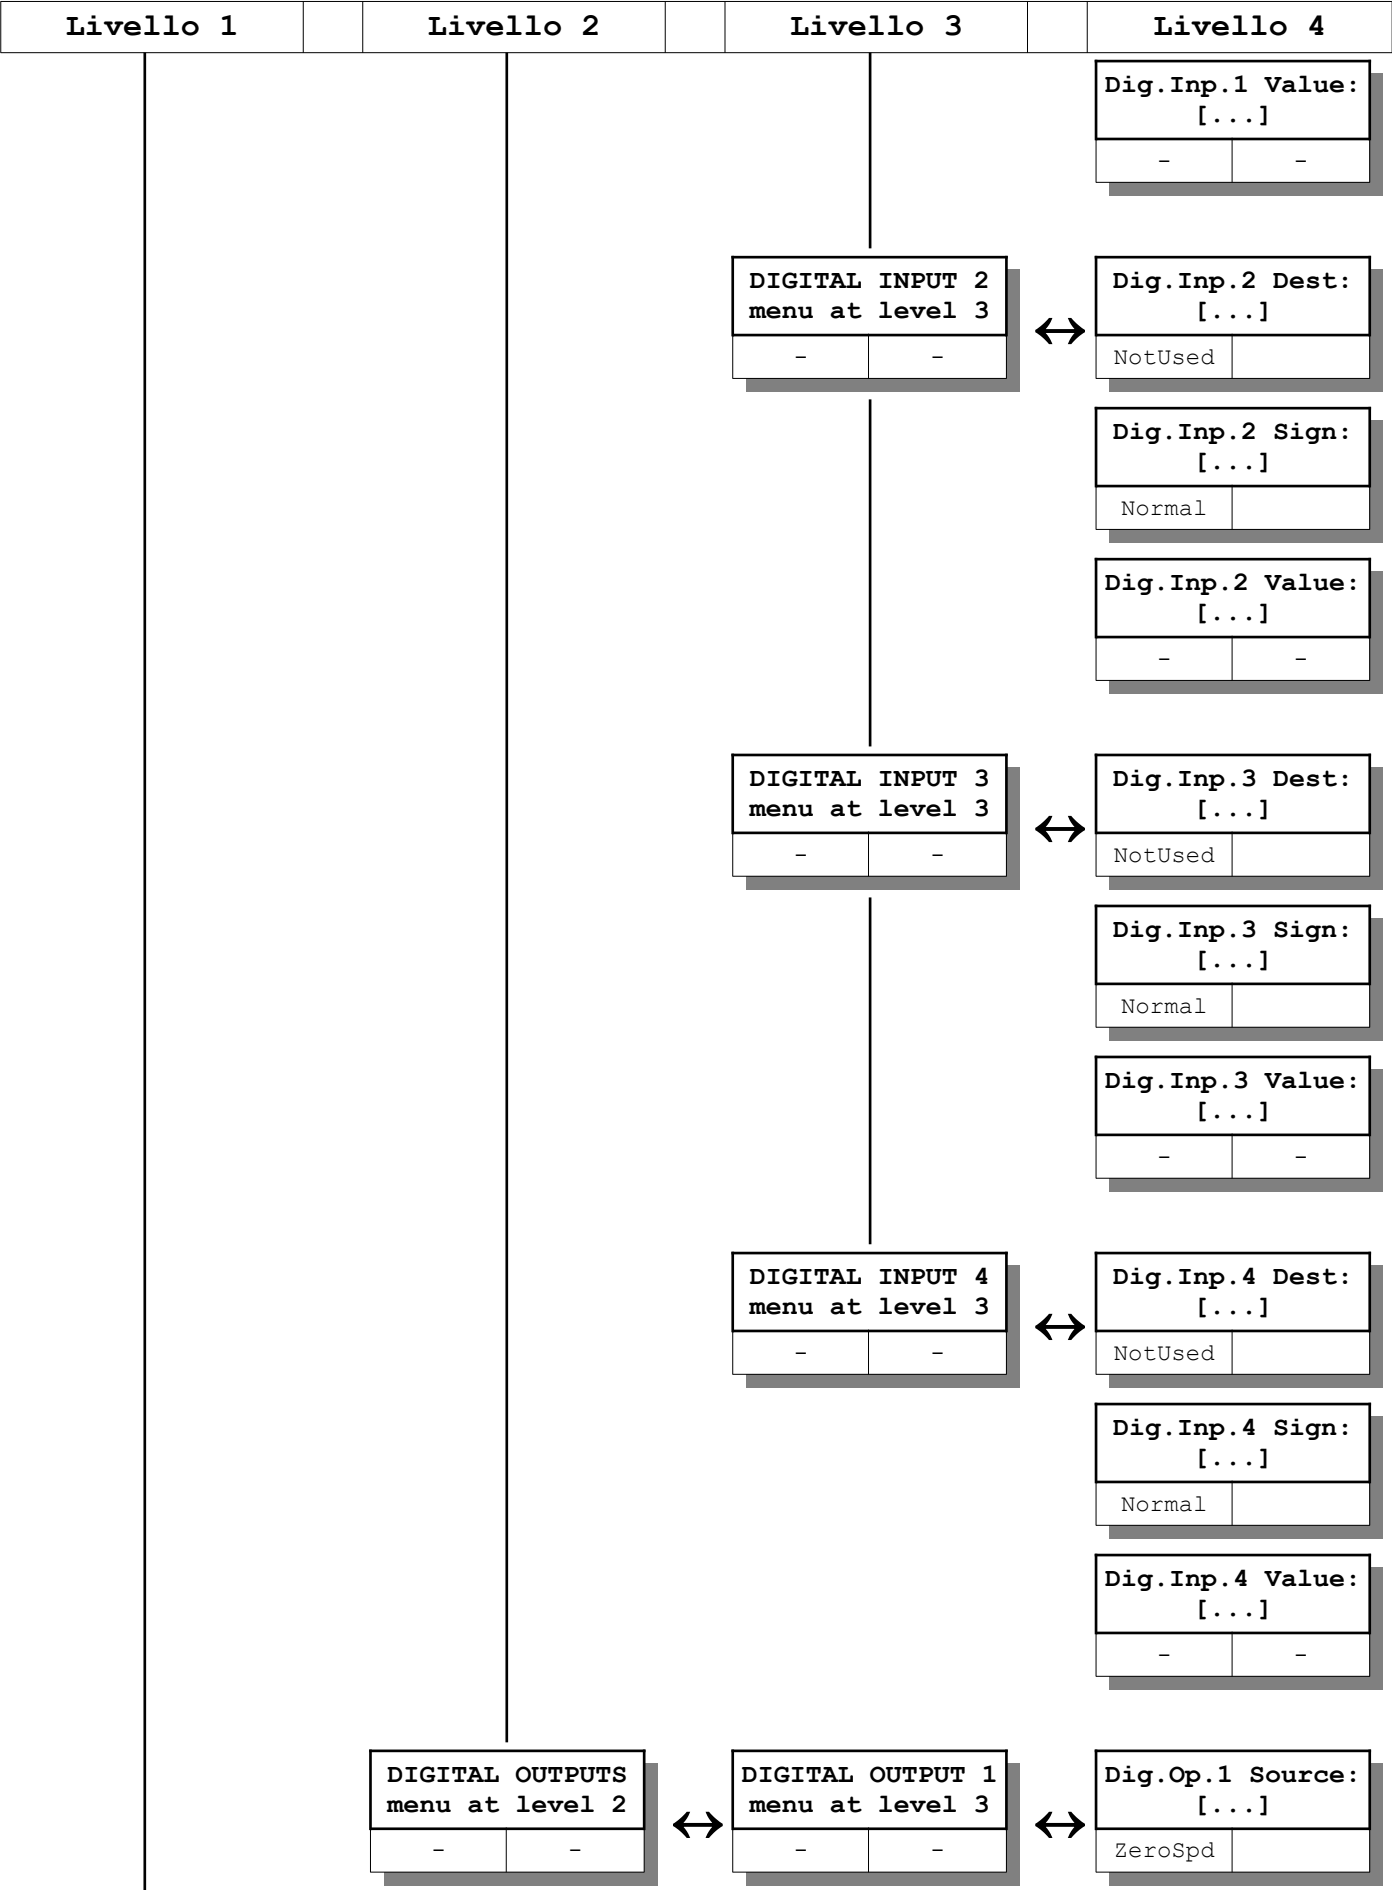 Livello 1 Livello 2 Livello 3 Livello 4
Dig.Inp.1 Value:
[...]
- -
DIGITAL INPUT 2
menu at level 3
- -
↔
Dig.Inp.2 Dest:
[...]
NotUsed
Dig.Inp.2 Sign:
[...]
Normal
Dig.Inp.2 Value:
[...]
- -
DIGITAL INPUT 3
menu at level 3
- -
↔
Dig.Inp.3 Dest:
[...]
NotUsed
Dig.Inp.3 Sign:
[...]
Normal
Dig.Inp.3 Value:
[...]
- -
DIGITAL INPUT 4
menu at level 3
- -
↔
Dig.Inp.4 Dest:
[...]
NotUsed
Dig.Inp.4 Sign:
[...]
Normal
Dig.Inp.4 Value:
[...]
- -
DIGITAL OUTPUTS
menu at level 2
- -
↔
DIGITAL OUTPUT 1
menu at level 3
- -
↔
Dig.Op.1 Source:
[...]
ZeroSpd